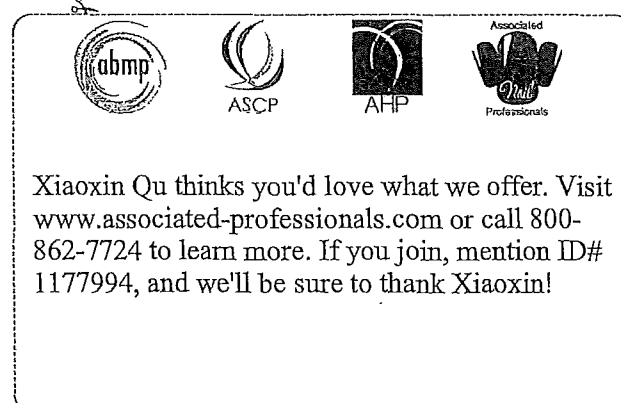 abmp
ASCP
AHP
Associated
Nail
Professionals
Xiaoxin Qu thinks you'd love what we offer. Visit
www.associated-professionals.com or call 800-
862-7724 to learn more. If you join, mention ID#
1177994, and we'll be sure to thank Xiaoxin!